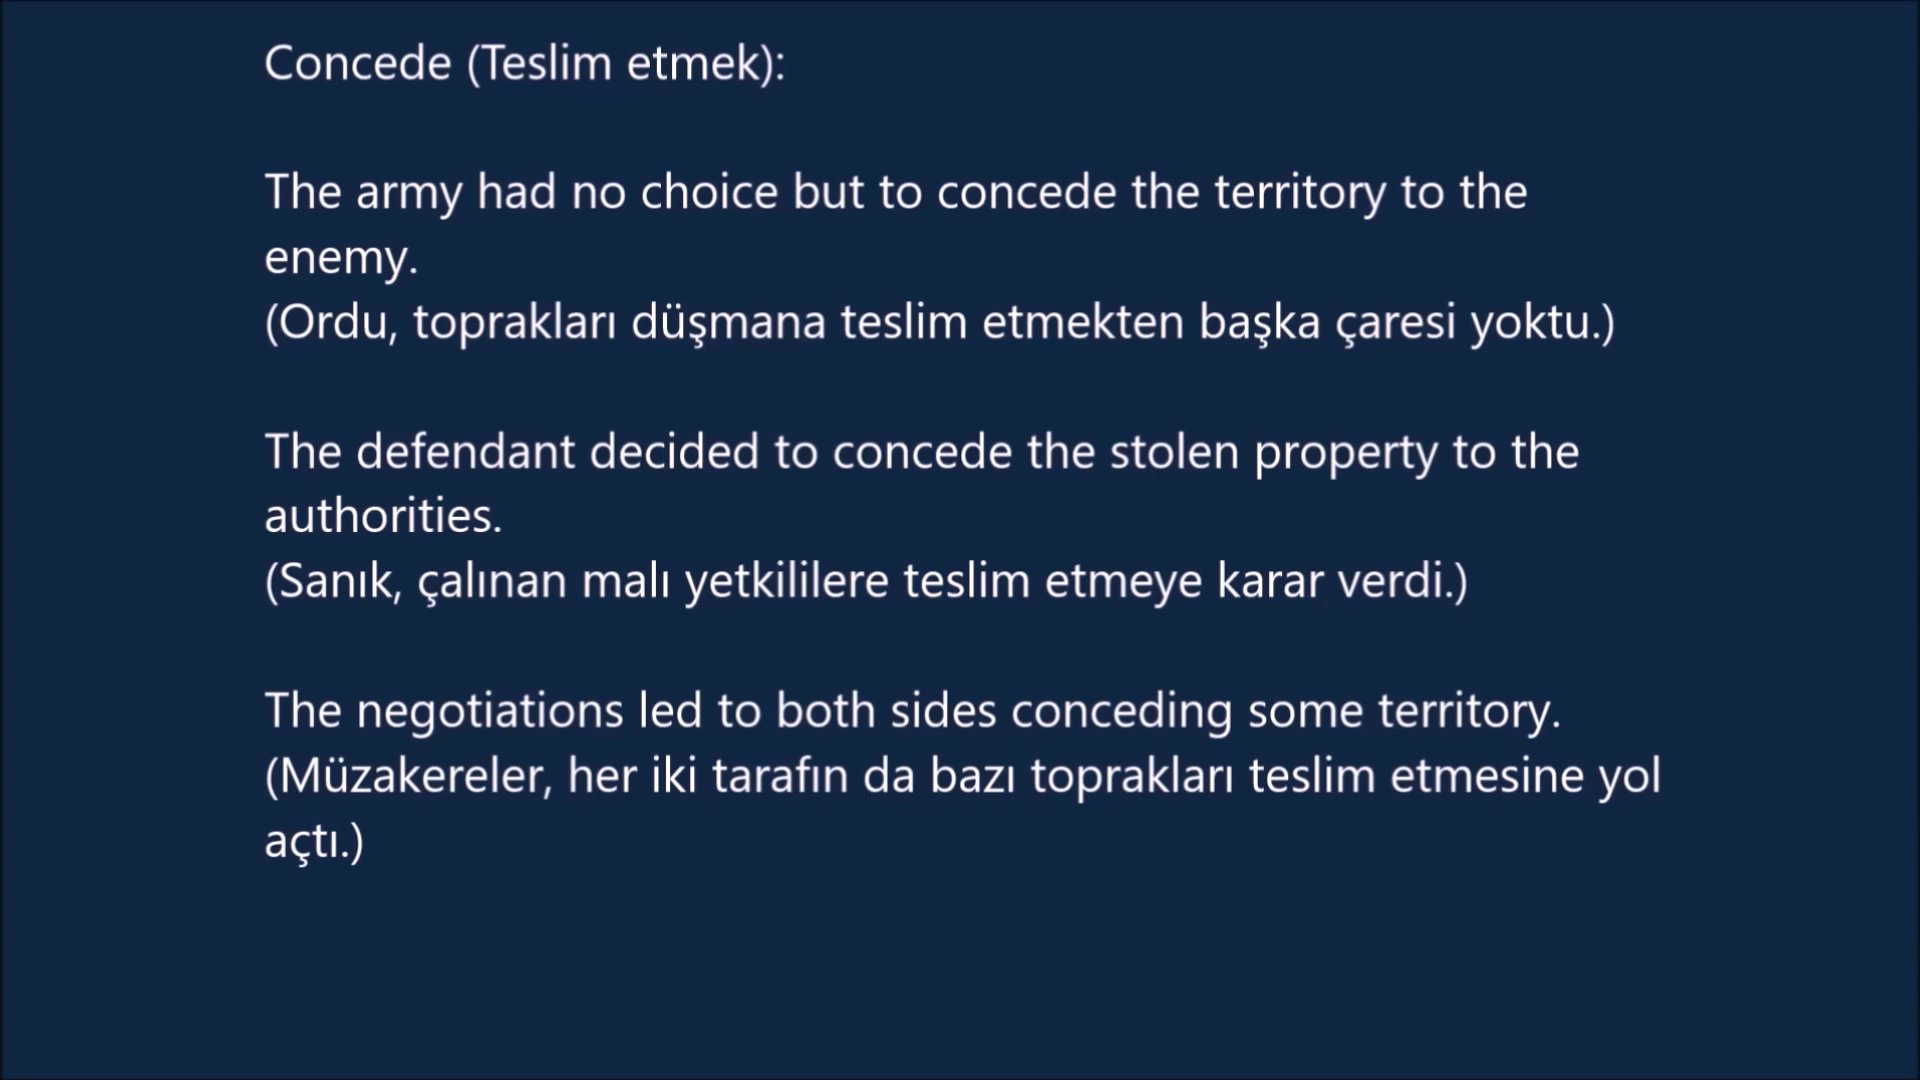 Concede (Teslim etmek):
The army had no choice but to concede the territory to the
enemy.
(Ordu, toprakları düşmana teslim etmekten başka çaresi yoktu.)
The defendant decided to concede the stolen property to the
authorities.
(Sanık, çalınan malı yetkililere teslim etmeye karar verdi.)
The negotiations led to both sides conceding some territory.
(Müzakereler, her iki tarafın da bazı toprakları teslim etmesine yol
açtı.)